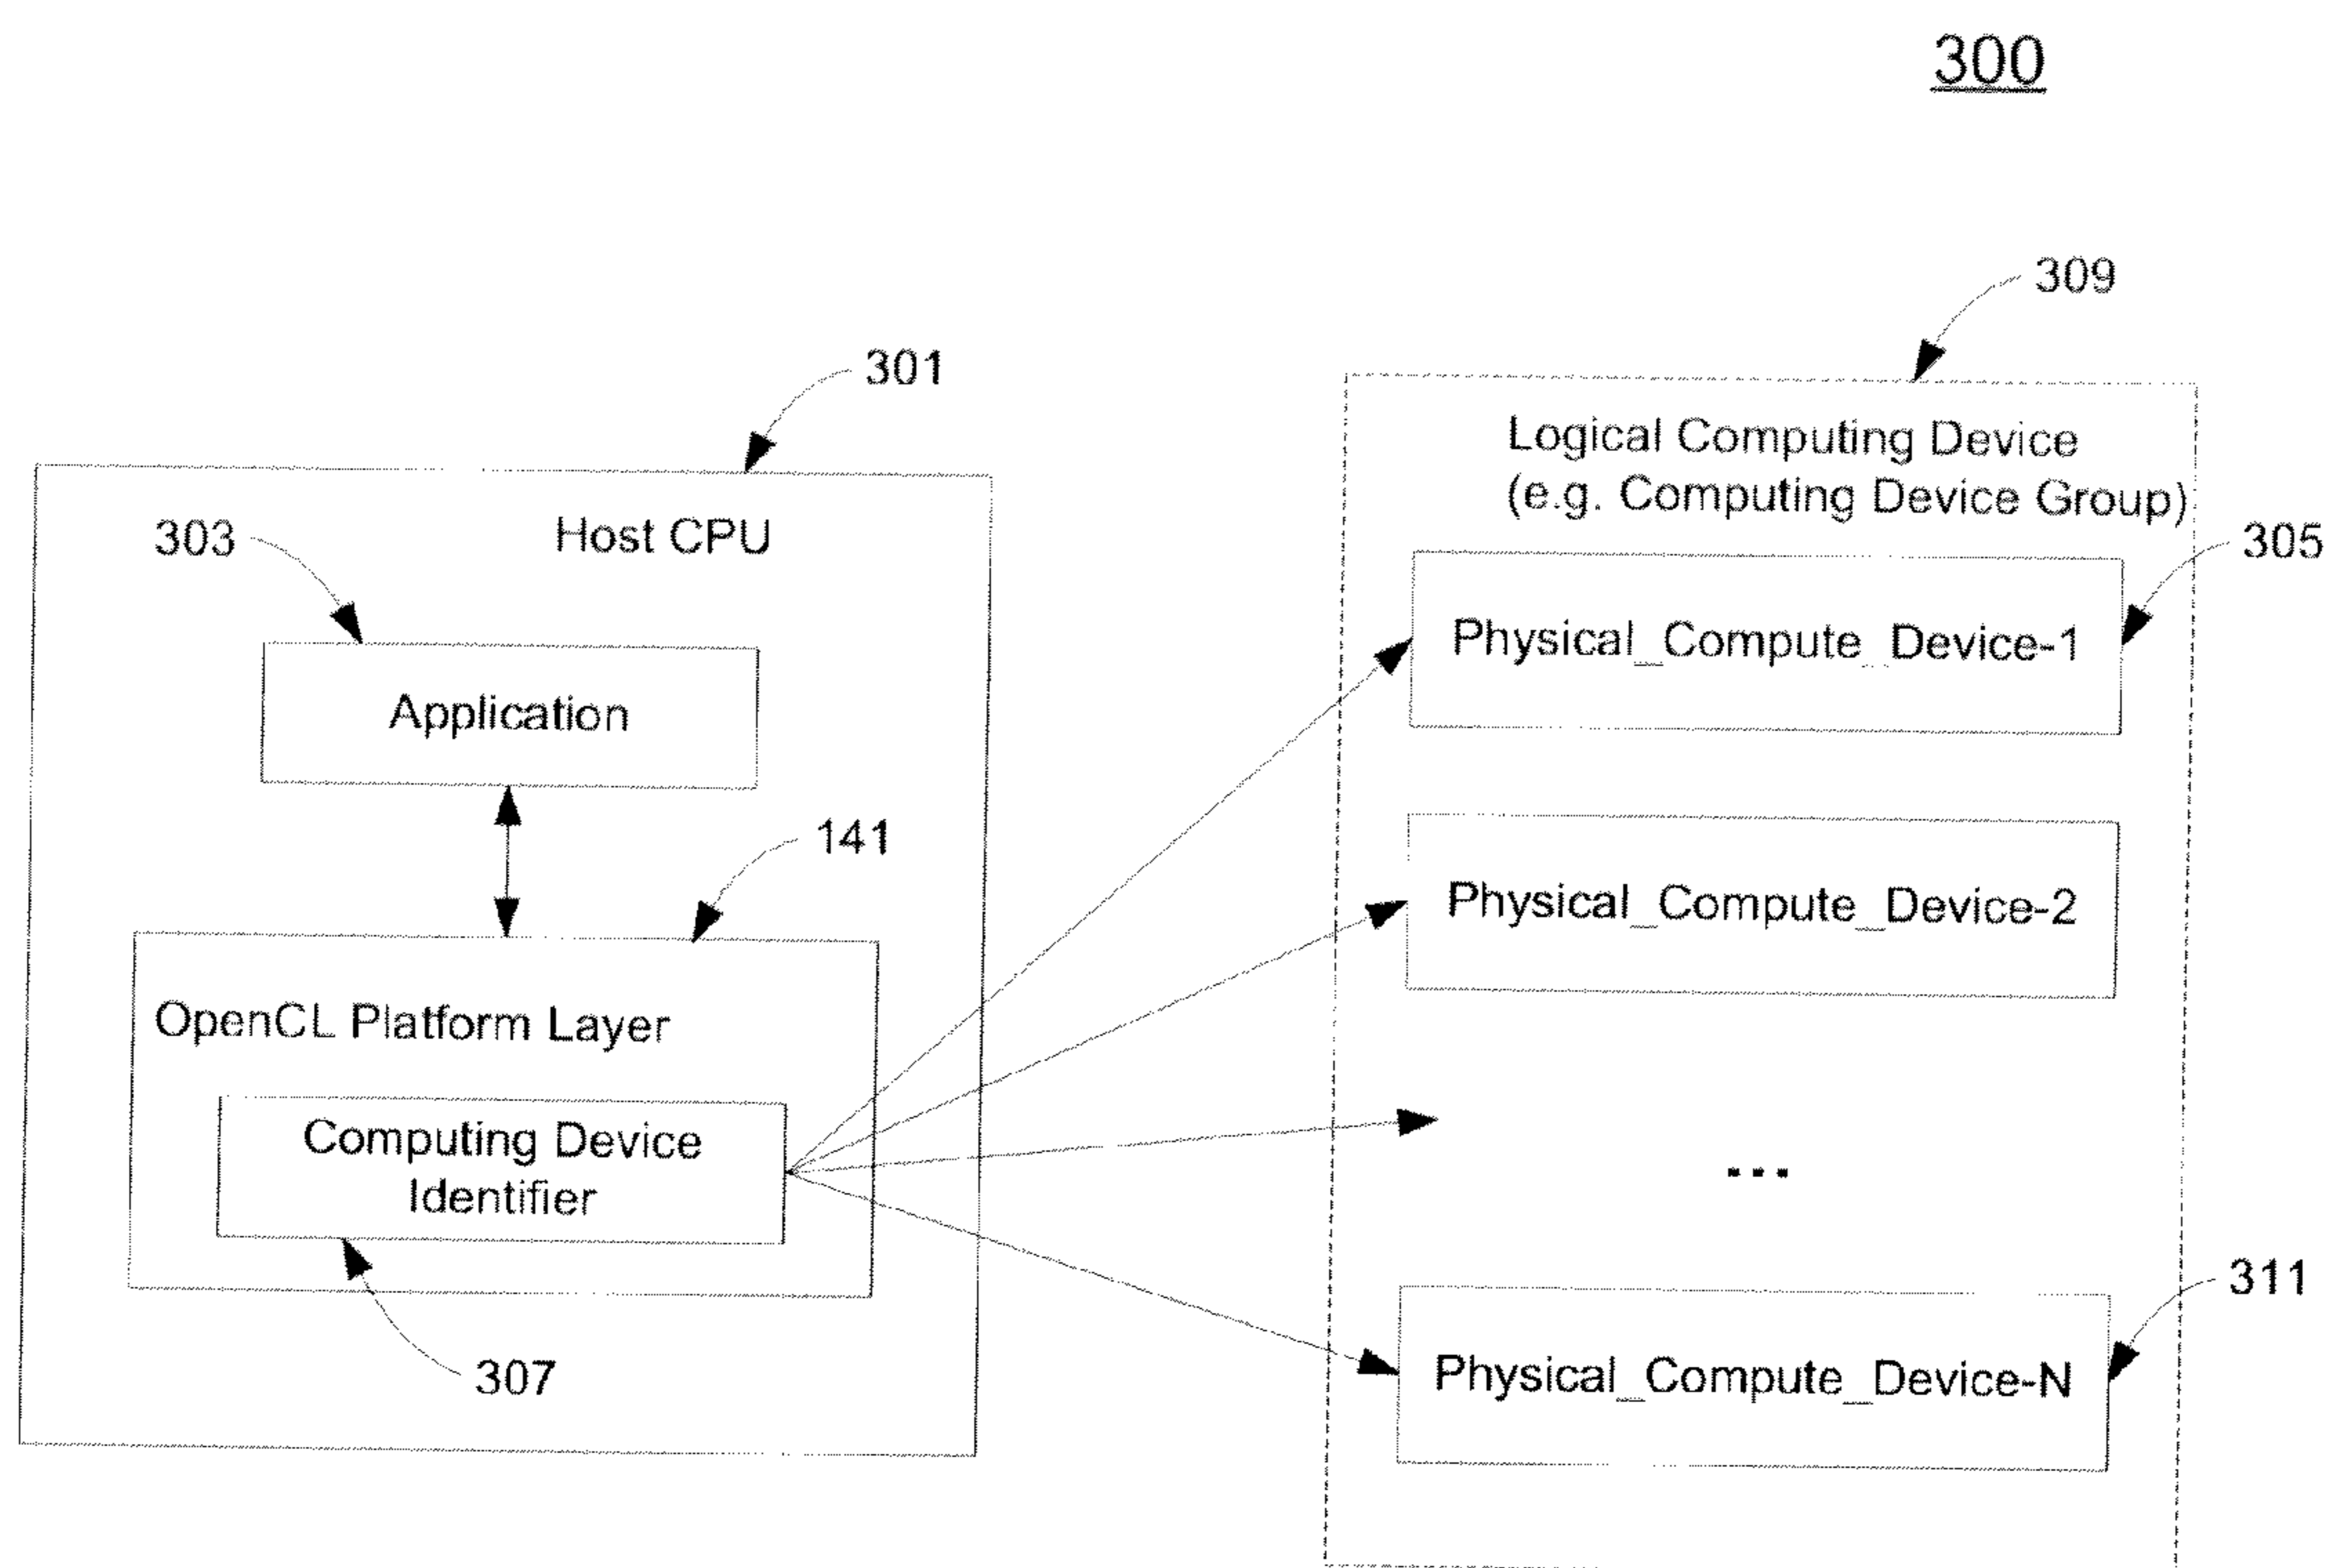 300
309
301
Logical Computing Device
(e.g. Computing Device Group)
303
Host CPU
305
Physical_Compute_Device-1
Application
141
Physical_Compute_Device-2
OpenCL Platform Layer
Computing Device
Identifier
...
311
307
Physical_Compute_Device-N